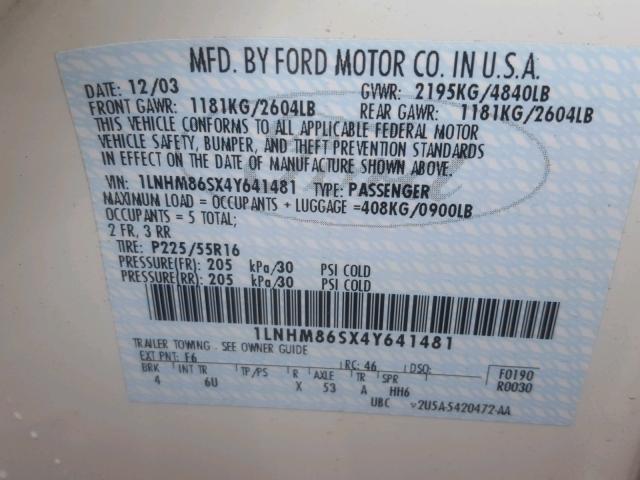 MFD. BY FORD MOTOR CO. IN U.S.A.
DATE: 12/03 GVWR: 2195KG/4840LB
FRONT GAWR: 1181KG/2604LB REAR GAWR: 1181KG/2604LB
THIS VEHICLE CONFORMS TO ALL APPLICABLE FEDERAL MOTOR
VEHICLE SAFETY, BUMPER, AND THEFT PREVENTION STANDARDS
IN EFFECT ON THE DATE OF MANUFACTURE SHOWN ABOVE.
VIN: 1LNHM86SX4Y641481 TYPE: PASSENGER
MAXIMUM LOAD = OCCUPANTS + LUGGAGE =408KG/0900LB
OCCUPANTS = 5 TOTAL;
2 FR, 3 RR
TIRE: P225/55R16
PRESSURE(FR): 205 kPa/30 PSI COLD
PRESSURE(RR): 205 kPa/30 PSI COLD
1LNHM86SX4Y641481
TRAILER TOWING - SEE OWNER GUIDE
EXT PNT: F6 RC: 46 DSO: F0190
BRK INT TR TP/PS R AXLE TR SPR R0030
4 6U X 53 A HH6
UBC v2U5A-5420472-AA